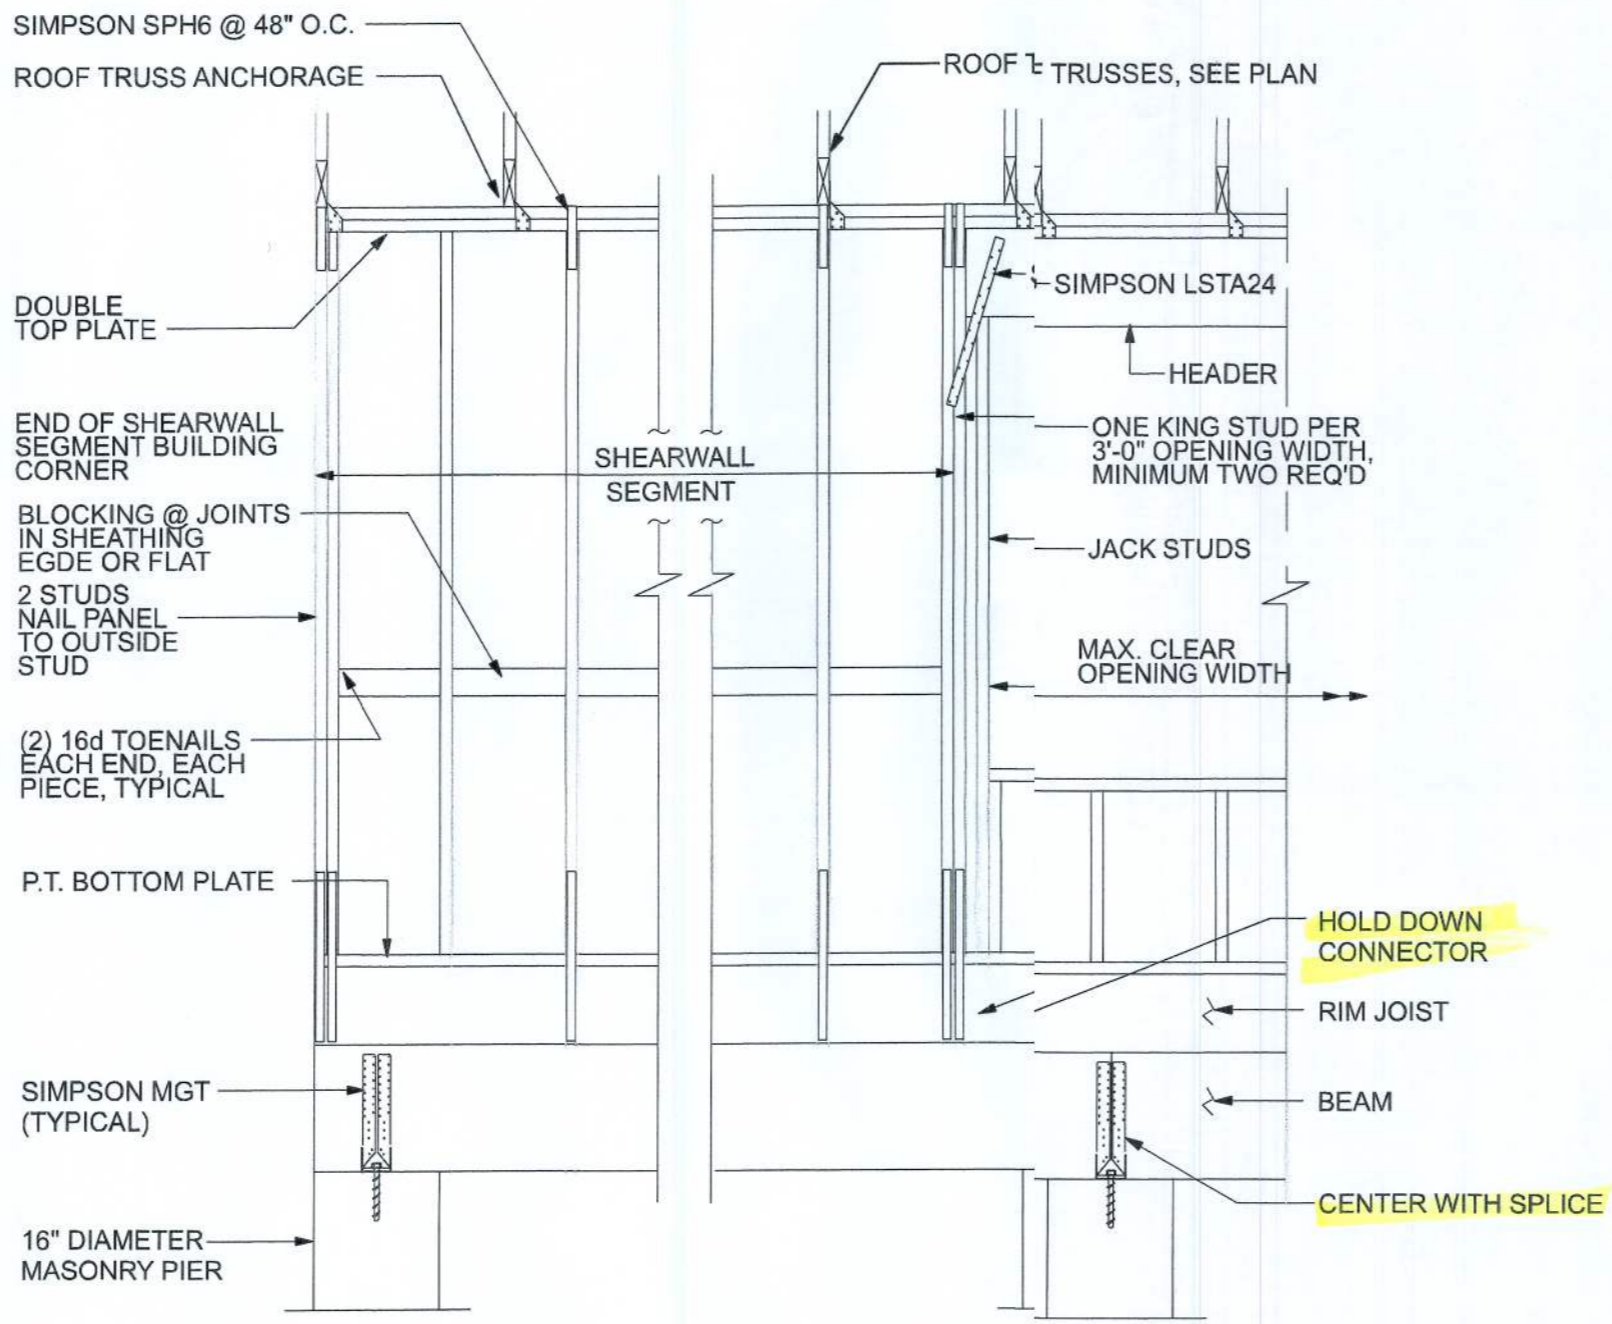 SIMPSON SPH6 @ 48" O.C.
ROOF TRUSS ANCHORAGE
ROOF
TRUSSES, SEE PLAN
DOUBLE
TOP PLATE
SIMPSON LSTA24
HEADER
END OF SHEARWALL
SEGMENT BUILDING
CORNER
SHEARWALL
SEGMENT
ONE KING STUD PER
3'-0" OPENING WIDTH,
MINIMUM TWO REQ'D
BLOCKING @ JOINTS
IN SHEATHING
EGDE OR FLAT
JACK STUDS
2 STUDS
NAIL PANEL
TO OUTSIDE
STUD
MAX. CLEAR
OPENING WIDTH
(2) 16d TOENAILS
EACH END, EACH
PIECE, TYPICAL
P.T. BOTTOM PLATE
HOLD DOWN
CONNECTOR
RIM JOIST
SIMPSON MGT
(TYPICAL)
BEAM
CENTER WITH SPLICE
16" DIAMETER
MASONRY PIER